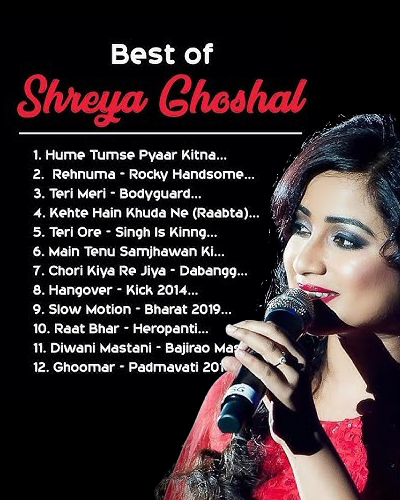 Best of
Shreya Ghoshal
1. Hume Tumse Pyaar Kitna...
2. Rehnuma - Rocky Handsome...
3. Teri Meri - Bodyguard...
4. Kehte Hain Khuda Ne (Raabta)...
5. Teri Ore - Singh Is Kinng...
6. Main Tenu Samjhawan Ki...
7. Chori Kiya Re Jiya - Dabangg...
8. Hangover - Kick 2014...
9. Slow Motion - Bharat 2019...
10. Raat Bhar - Heropanti...
11. Diwani Mastani - Bajirao Mas
12. Ghoomar - Padmavati 201